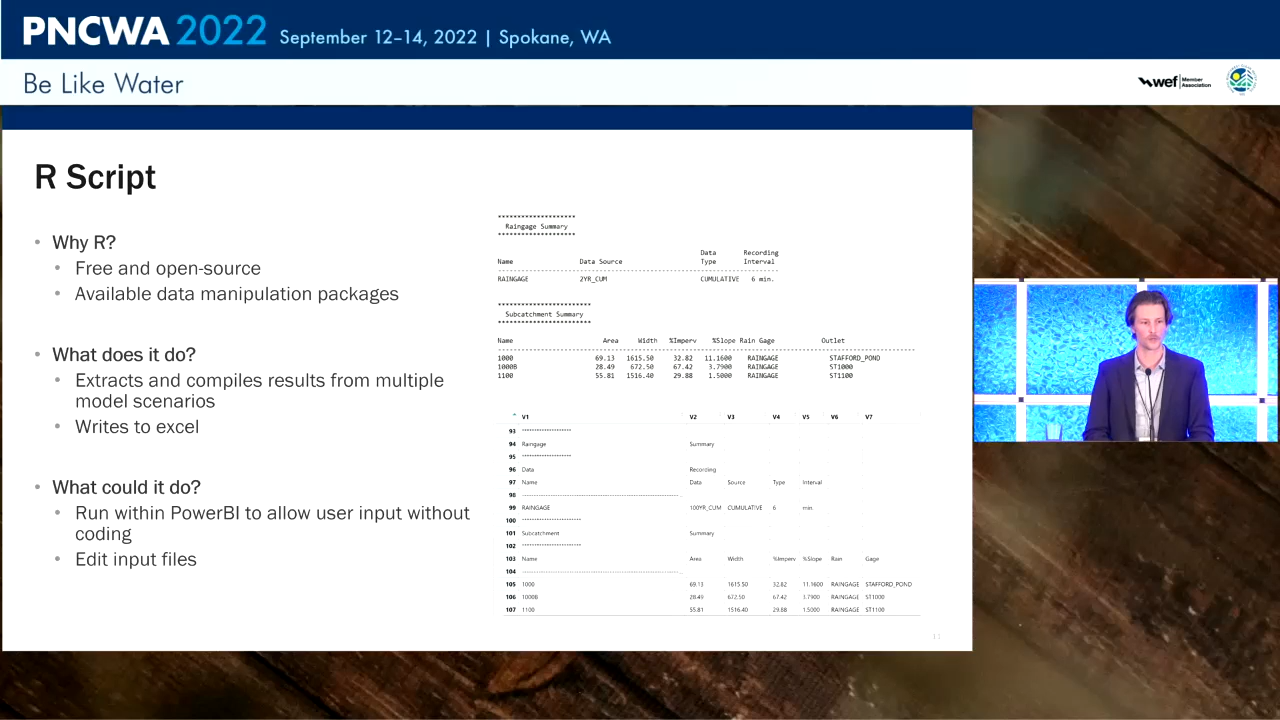 PNCWA 2022 September 12–14, 2022 | Spokane, WA
Be Like Water
wef Member Association
R Script
• Why R?
• Free and open-source
• Available data manipulation packages
• What does it do?
• Extracts and compiles results from multiple
model scenarios
• Writes to excel
• What could it do?
• Run within PowerBI to allow user input without
coding
• Edit input files
********************
Raingage Summary
********************
Data Recording
Name Data Source Type Interval
--------------------------------------------------------------------------
RAINGAGE 2YR_CUM CUMULATIVE 6 min.
************************
Subcatchment Summary
************************
Name Area Width %Imperv %Slope Rain Gage Outlet
-----------------------------------------------------------------------------------------------------------
1000 69.13 1615.50 32.82 11.1600 RAINGAGE STAFFORD_POND
1000B 28.49 672.50 67.42 3.7900 RAINGAGE ST1000
1100 55.81 1516.40 29.88 1.5000 RAINGAGE ST1100
V1 V2 V3 V4 V5 V6 V7
93 ********************
94 Raingage Summary
95 ********************
96 Data Recording
97 Name Data Source Type Interval
98 --------------------------------------------------------------...
99 RAINGAGE 100YR_CUM CUMULATIVE 6 min.
100 ************************
101 Subcatchment Summary
102 ************************
103 Name Area Width %Imperv %Slope Rain Gage
104 --------------------------------------------------------------...
105 1000 69.13 1615.50 32.82 11.1600 RAINGAGE STAFFORD_POND
106 1000B 28.49 672.50 67.42 3.7900 RAINGAGE ST1000
107 1100 55.81 1516.40 29.88 1.5000 RAINGAGE ST1100
11